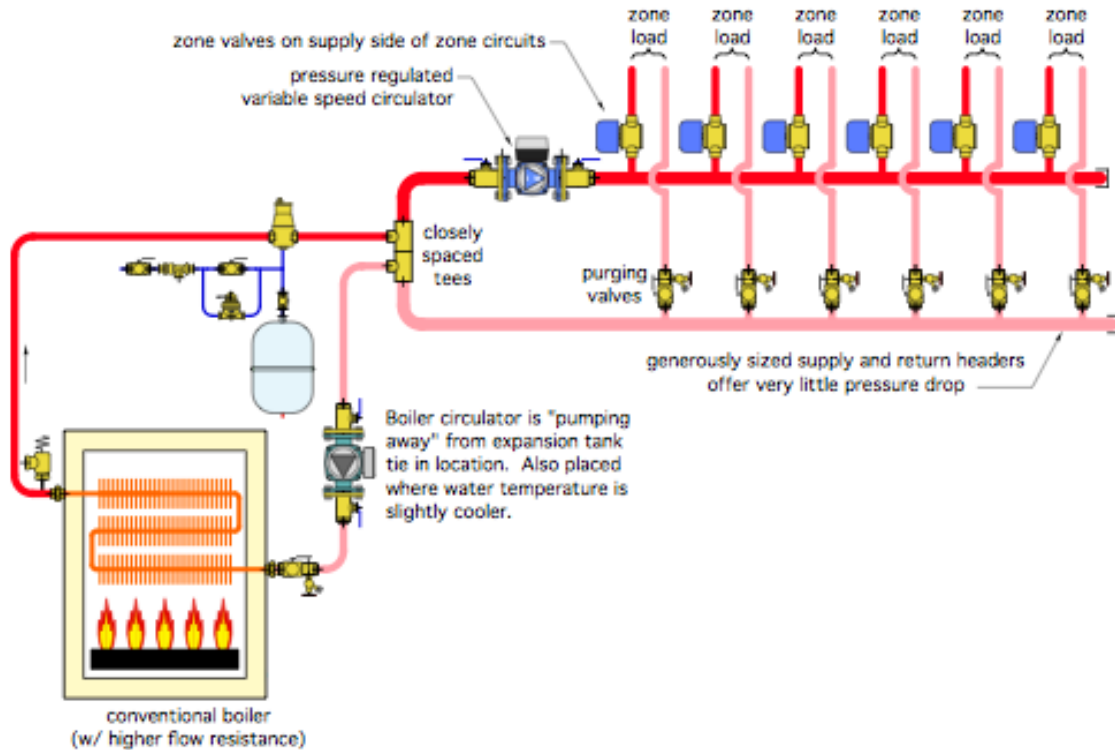 zone
load
zone
load
zone
load
zone
load
zone
load
zone
load
zone valves on supply side of zone circuits
pressure regulated
variable speed circulator
closely
spaced
tees
purging
valves
generously sized supply and return headers
offer very little pressure drop
Boiler circulator is "pumping
away" from expansion tank
tie in location. Also placed
where water temperature is
slightly cooler.
conventional boiler
(w/ higher flow resistance)